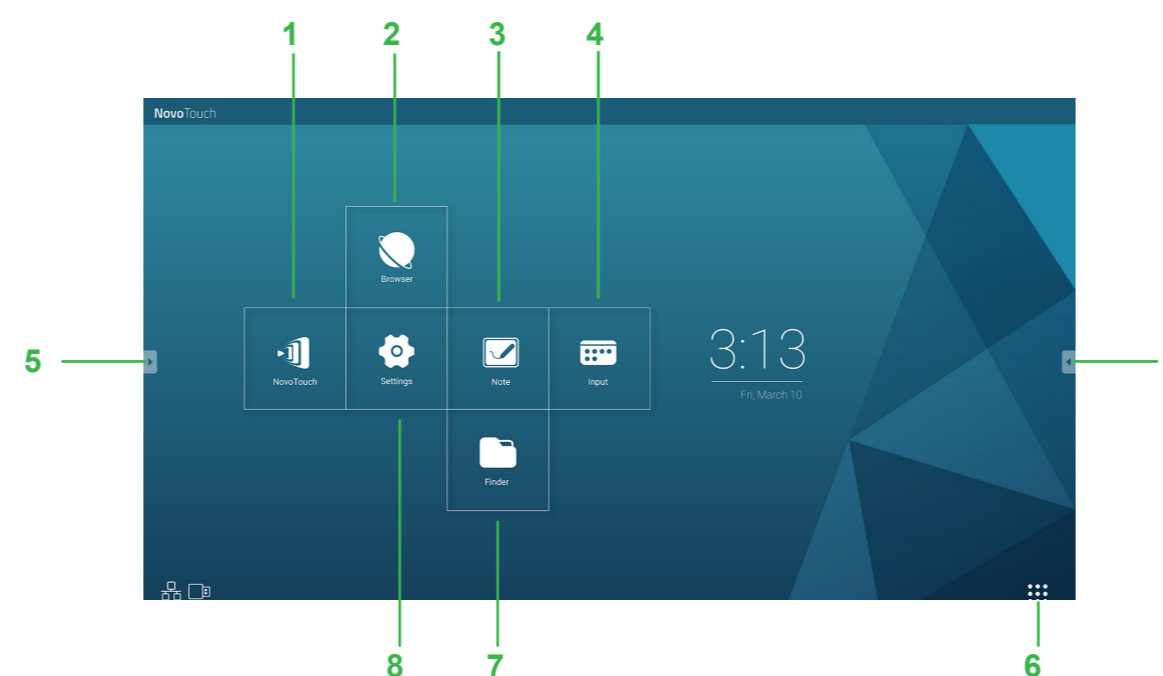 1 2 3 4
NovoTouch
Browser
5
NovoTouch Settings Note Input
3:13
Fri, March 10
Finder
8 7 6